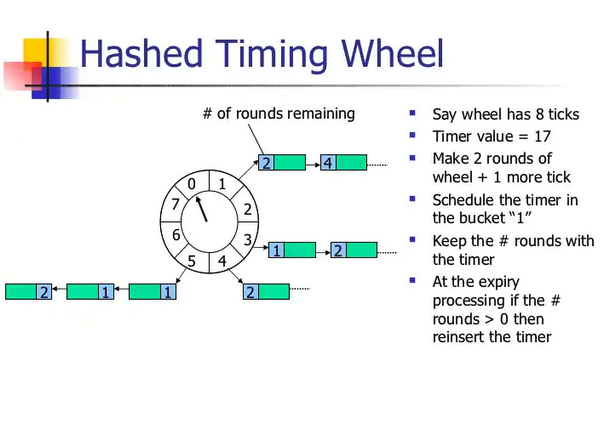 Hashed Timing Wheel
# of rounds remaining
2 4
0 1
7 2
6 3
5 4
1 2
2 1 1
2
Say wheel has 8 ticks
Timer value = 17
Make 2 rounds of
wheel + 1 more tick
Schedule the timer in
the bucket “1”
Keep the # rounds with
the timer
At the expiry
processing if the #
rounds > 0 then
reinsert the timer